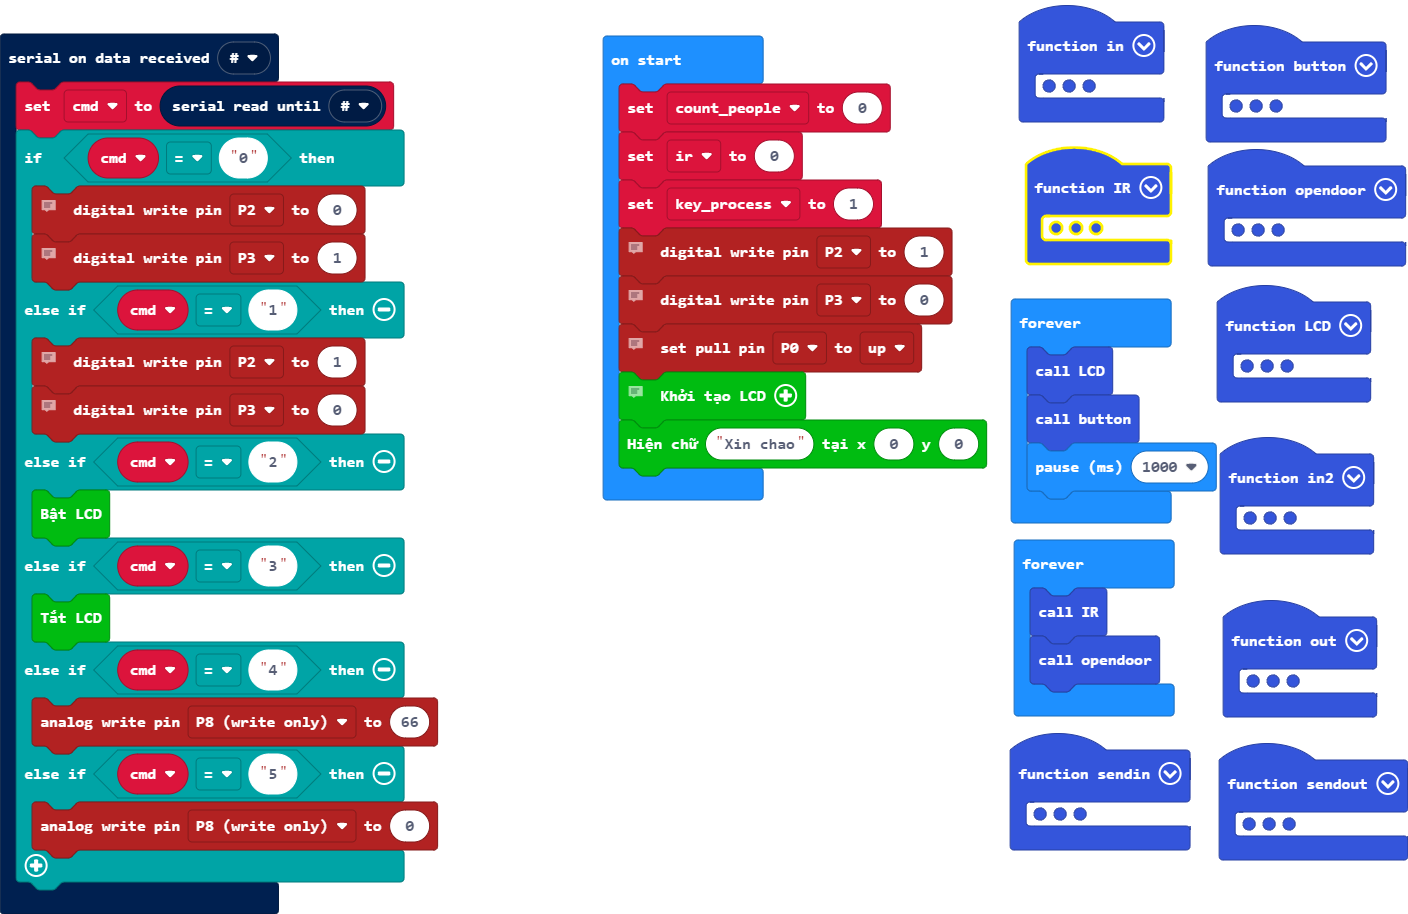 serial on data received #
set cmd to serial read until #
if cmd = "0" then
digital write pin P2 to 0
digital write pin P3 to 1
else if cmd = "1" then
digital write pin P2 to 1
digital write pin P3 to 0
else if cmd = "2" then
Bật LCD
else if cmd = "3" then
Tắt LCD
else if cmd = "4" then
analog write pin P8 (write only) to 66
else if cmd = "5" then
analog write pin P8 (write only) to 0
on start
set count_people to 0
set ir to 0
set key_process to 1
digital write pin P2 to 1
digital write pin P3 to 0
set pull pin P0 to up
Khởi tạo LCD
Hiện chữ "Xin chao" tại x 0 y 0
function in
function IR
forever
call LCD
call button
pause (ms) 1000
forever
call IR
call opendoor
function sendin
function button
function opendoor
function LCD
function in2
function out
function sendout